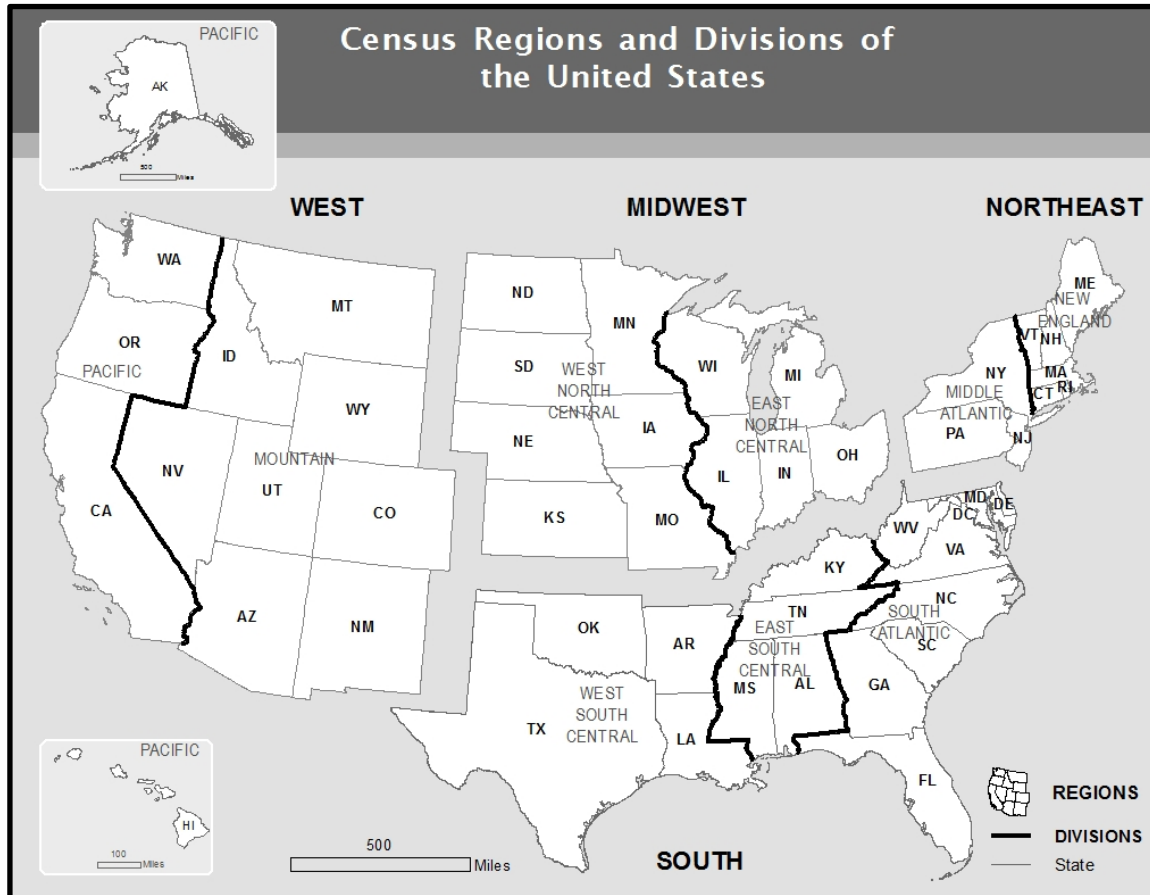 PACIFIC
AK
500
Miles
Census Regions and Divisions of
the United States
WEST
MIDWEST
NORTHEAST
WA
MT
OR
ID
PACIFIC
WY
NV
MOUNTAIN
UT
CA
CO
AZ
NM
ND
MN
SD
WEST
NORTH
CENTRAL
NE
IA
KS
MO
WI
MI
EAST
NORTH
CENTRAL
IL
IN
OH
ME
NEW
ENGLAND
VT
NH
NY
MA
RI
CT
MIDDLE
ATLANTIC
PA
NJ
MD
DE
DC
WV
VA
KY
NC
TN
SOUTH
ATLANTIC
SC
EAST
SOUTH
CENTRAL
MS
AL
GA
FL
OK
AR
TX
WEST
SOUTH
CENTRAL
LA
PACIFIC
HI
100
Miles
500
Miles
SOUTH
REGIONS
DIVISIONS
State